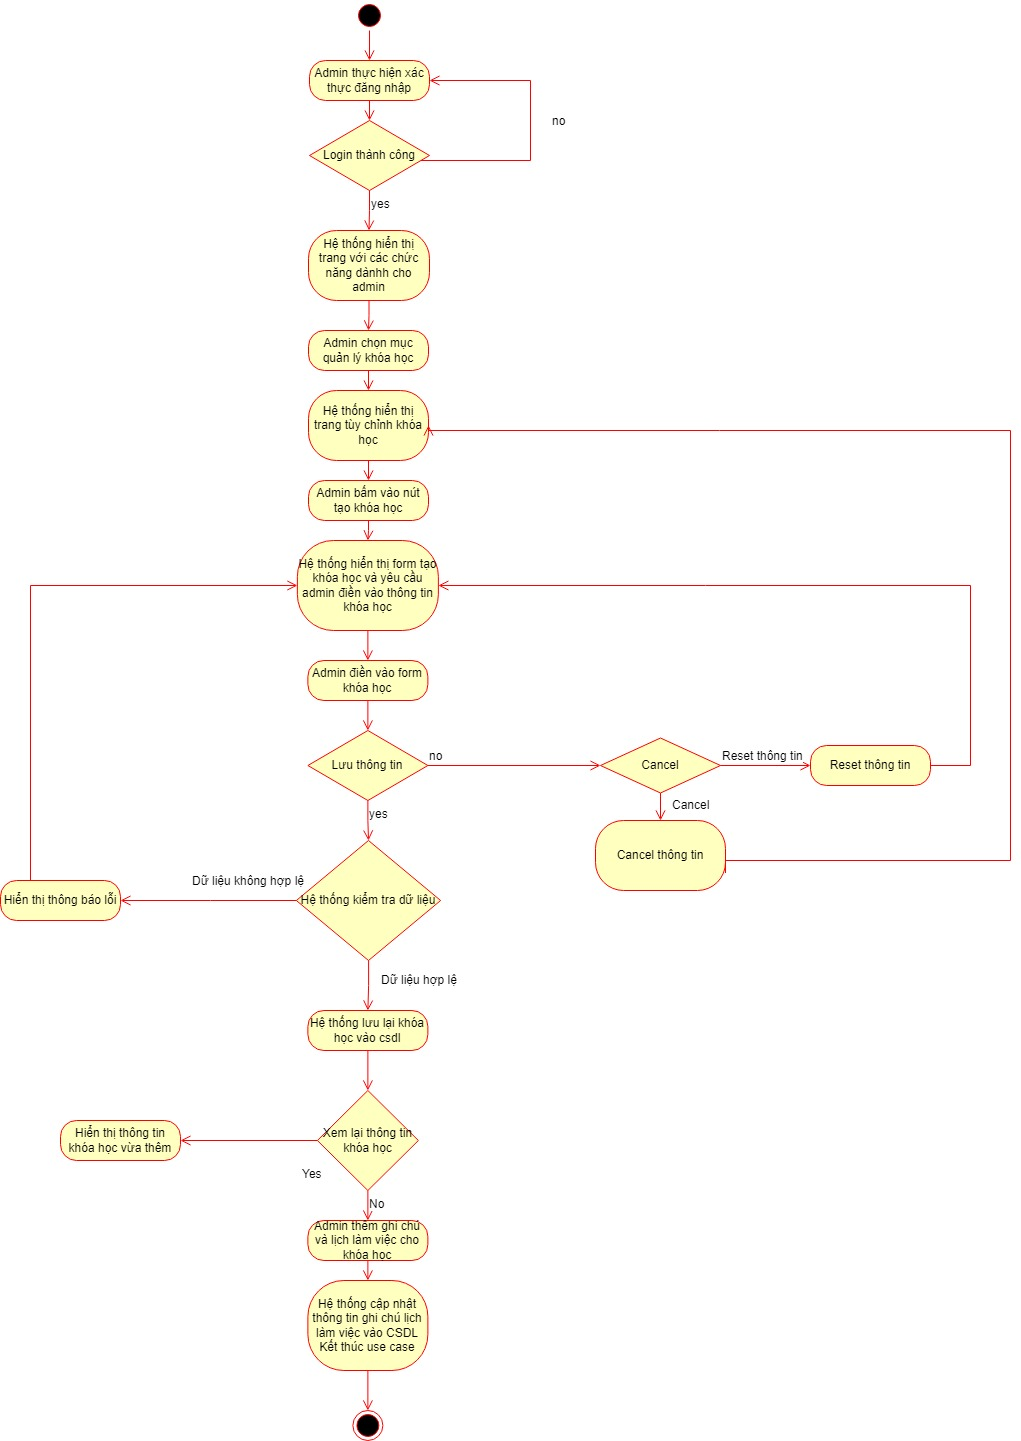 Admin thực hiện xác
thực đăng nhập
no
Login thành công
yes
Hệ thống hiển thị
trang với các chức
năng dànhh cho
admin
Admin chọn mục
quản lý khóa học
Hệ thống hiển thị
trang tùy chỉnh khóa
học
Admin bấm vào nút
tạo khóa học
Hệ thống hiển thị form tạo
khóa học và yêu cầu
admin điền vào thông tin
khóa học
Admin điền vào form
khóa học
Lưu thông tin
no
Cancel
Reset thông tin
Reset thông tin
yes
Cancel
Cancel thông tin
Dữ liệu không hợp lệ
Hiển thị thông báo lỗi
Hệ thống kiểm tra dữ liệu
Dữ liệu hợp lệ
Hệ thống lưu lại khóa
học vào csdl
Hiển thị thông tin
khóa học vừa thêm
Xem lại thông tin
khóa học
Yes
No
Admin thêm ghi chú
và lịch làm việc cho
khóa học
Hệ thống cập nhật
thông tin ghi chú lịch
làm việc vào CSDL
Kết thúc use case